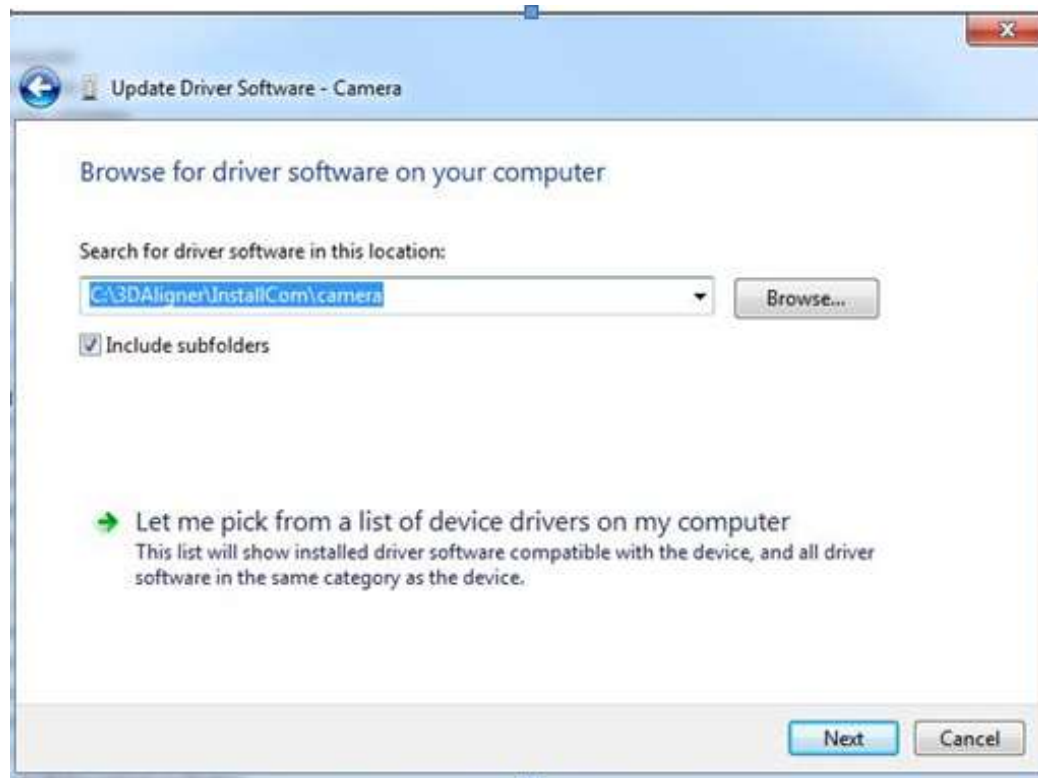 Update Driver Software - Camera
Browse for driver software on your computer
Search for driver software in this location:
C:\3DAligner\InstallCom\camera
Browse...
Include subfolders
Let me pick from a list of device drivers on my computer
This list will show installed driver software compatible with the device, and all driver
software in the same category as the device.
Next
Cancel